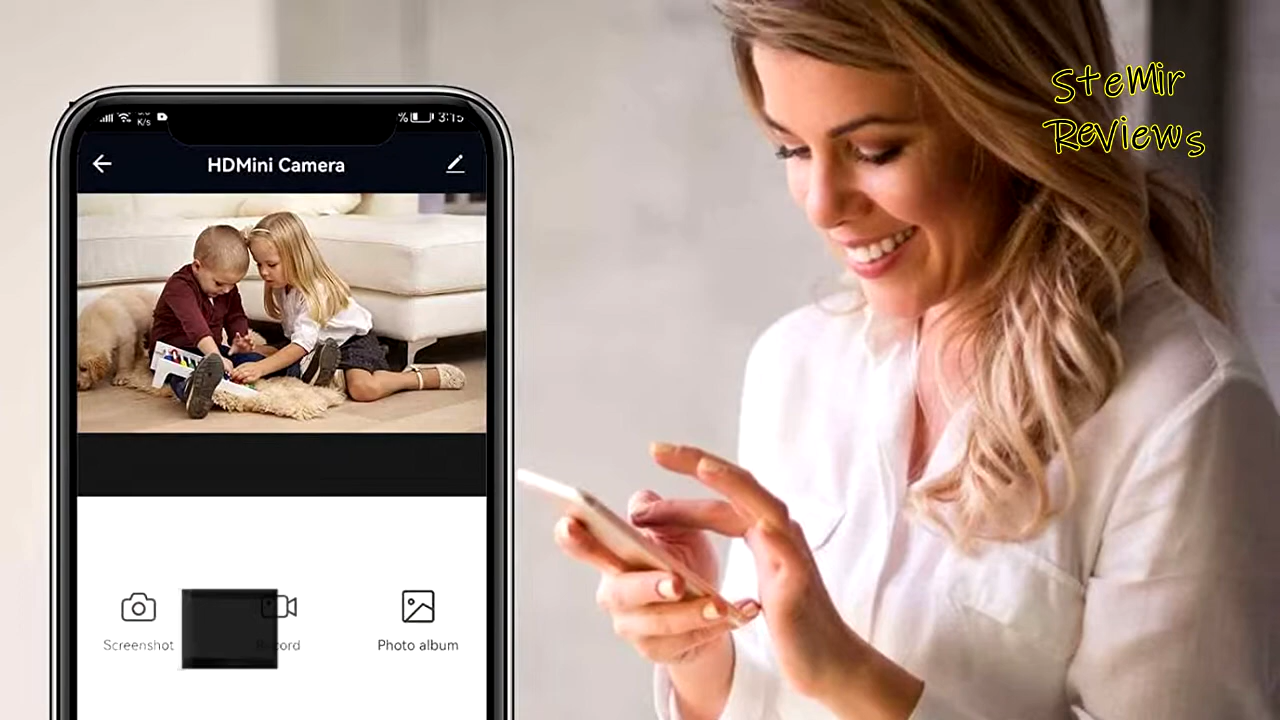 K/s
% 3:15
HDMini Camera
SteMir
Reviews
Screenshot
Record
Photo album